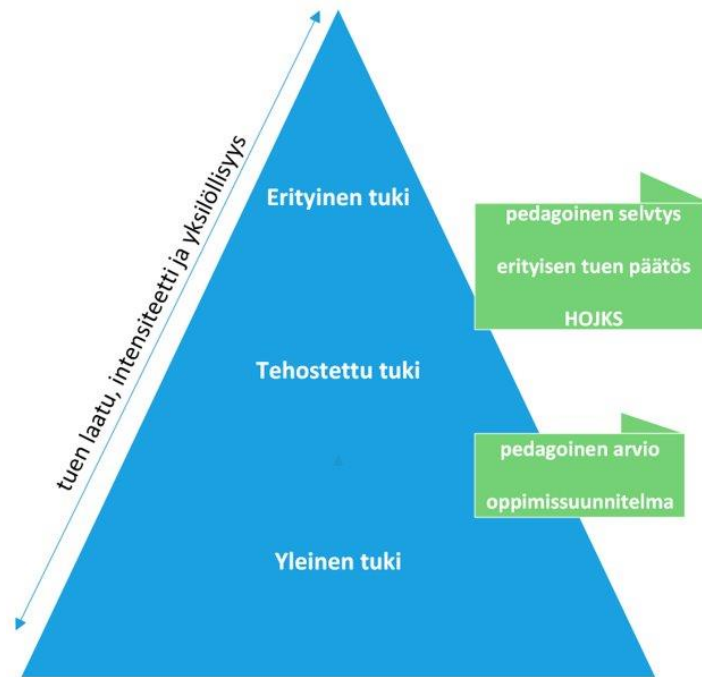 tuen laatu, intensiteetti ja yksilöllisyys
Erityinen tuki
pedagoinen selvtys
erityisen tuen päätös
HOJKS
Tehostettu tuki
pedagoinen arvio
oppimissuunnitelma
Yleinen tuki